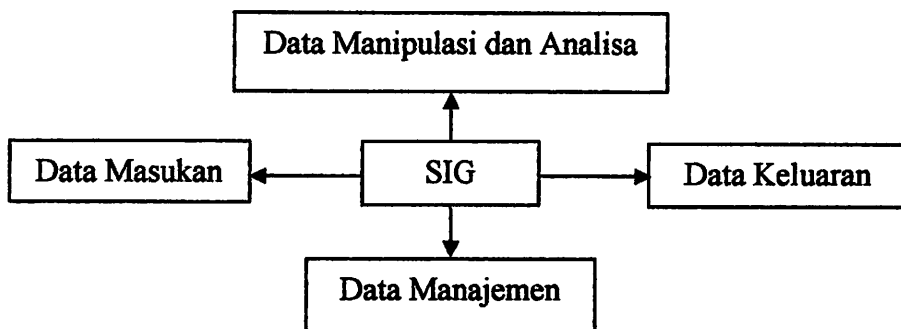 Data Manipulasi dan Analisa
Data Masukan
SIG
Data Keluaran
Data Manajemen